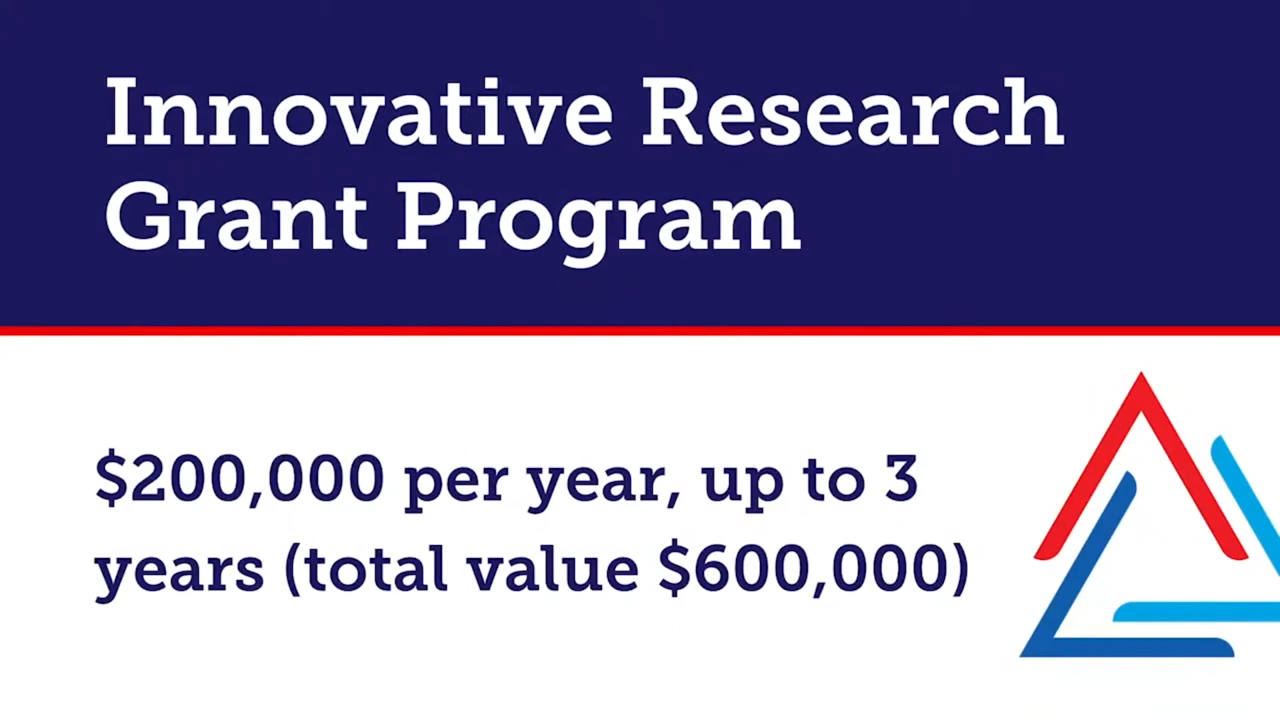 Innovative Research
Grant Program
$200,000 per year, up to 3
years (total value $600,000)